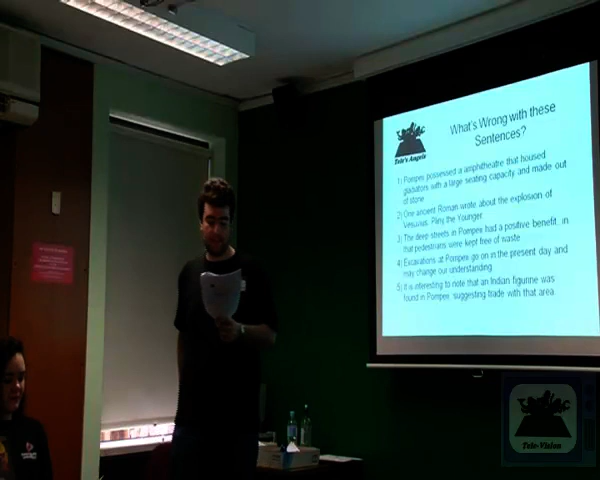 What's Wrong with these
Sentences?
Tele's Angels
1) Pompeii possessed a amphitheatre that housed
gladiators with a large seating capacity and made out
of stone
2) One ancient Roman wrote about the explosion of
Vesuvius, Pliny the Younger
3) The deep streets in Pompeii had a positive benefit, in
that pedestrians were kept free of waste
4) Excavations at Pompeii go on in the present day and
may change our understanding
5) It is interesting to note that an Indian figurine was
found in Pompeii, suggesting trade with that area.
Tele-Vision